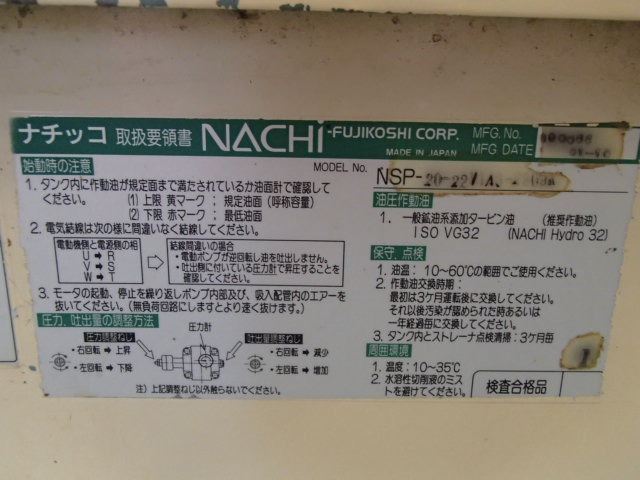 ナチッコ 取扱要領書 NACHi-FUJIKOSHI CORP.
MADE IN JAPAN
MFG. No.
MFG DATE
MODEL No. NSP-20-22
始動時の注意
1. タンク内に作動油が規定面まで満たされているか油面計で確認して
ください。 (1) 上限 黄マーク ; 規定油面 (呼称容量)
(2) 下限 赤マーク ; 最低油面
2. 電気結線は次の様に間違いなく結線してください。
電動機側と電源側の相
U ➡ R
V ➡ S
W ➡ T
結線間違いの場合
・電動ポンプが逆回転し油を吐出しません。
・吐出側に付いている圧力計で昇圧することを
確認してください。
3. モータの起動、停止を繰り返しポンプ内部及び、吸入配管内のエアーを
抜いてください。(無負荷回路にしますとより速く抜けます。)
圧力、吐出量の調整方法
圧力調整ねじ
・右回転 ➡ 上昇
・左回転 ➡ 下降
圧力計
吐出量調整ねじ
・右回転 ➡ 減少
・左回転 ➡ 増加
注) 上記調整ねじ以外触らないでください。
油圧作動油
1. 一般鉱油系添加タービン油 (推奨作動油)
ISO VG32 (NACHI Hydro 32)
保守、点検
1. 油温: 10~60℃の範囲でご使用ください。
2. 作動油交換時期:
最初は3ケ月運転後に交換してください。
それ以後汚染が認められた時あるいは
一年経過毎に交換してください。
3. タンク内とストレーナ点検清掃: 3ケ月毎
周囲環境
1. 温度: 10~35℃
2. 水溶性切削液のミス
トを避けてください。
検査合格品
1